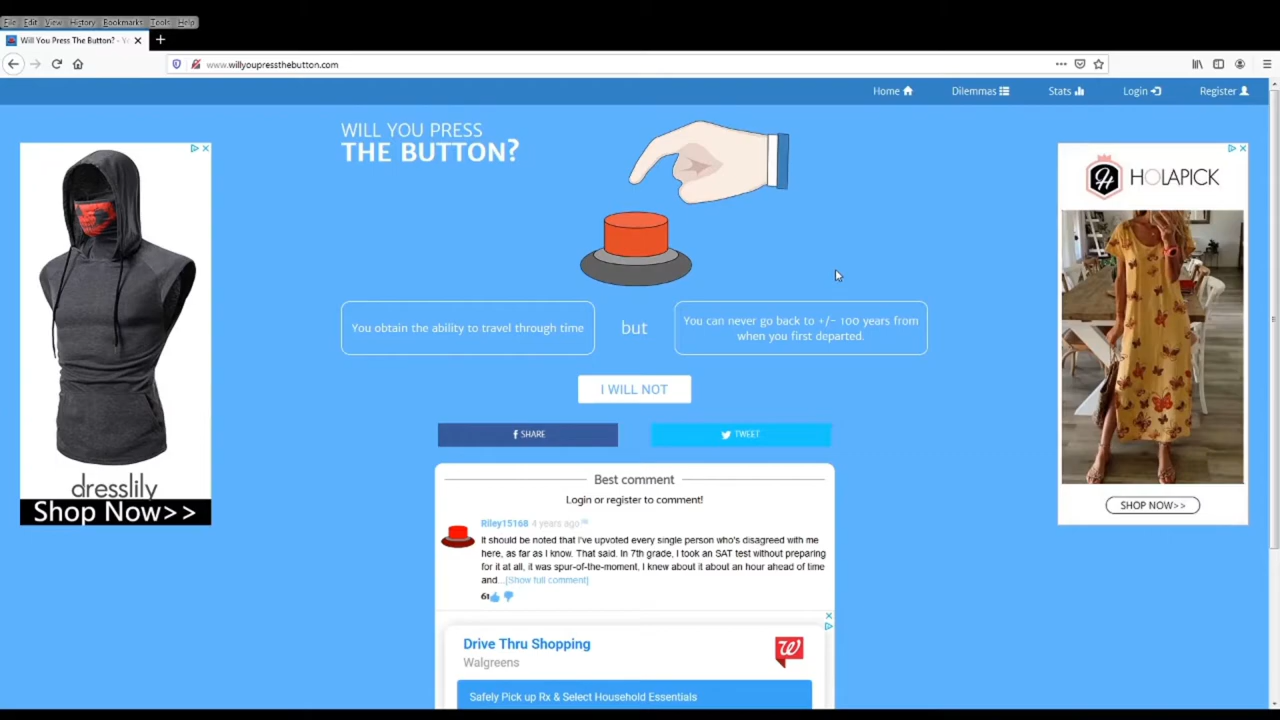 File Edit View History Bookmarks Tools Help
Will You Press The Button? - Yo
www.willyoupressthebutton.com
Home Dilemmas Stats Login Register
WILL YOU PRESS
THE BUTTON?
You obtain the ability to travel through time
but
You can never go back to +/- 100 years from
when you first departed.
I WILL NOT
SHARE
TWEET
Best comment
Login or register to comment!
Riley15168 4 years ago
It should be noted that I've upvoted every single person who's disagreed with me
here, as far as I know. That said. In 7th grade, I took an SAT test without preparing
for it at all, it was spur-of-the-moment, I knew about it about an hour ahead of time
and...[Show full comment]
61
Drive Thru Shopping
Walgreens
Safely Pick up Rx & Select Household Essentials
dresslily
Shop Now>>
HOLAPICK
SHOP NOW>>